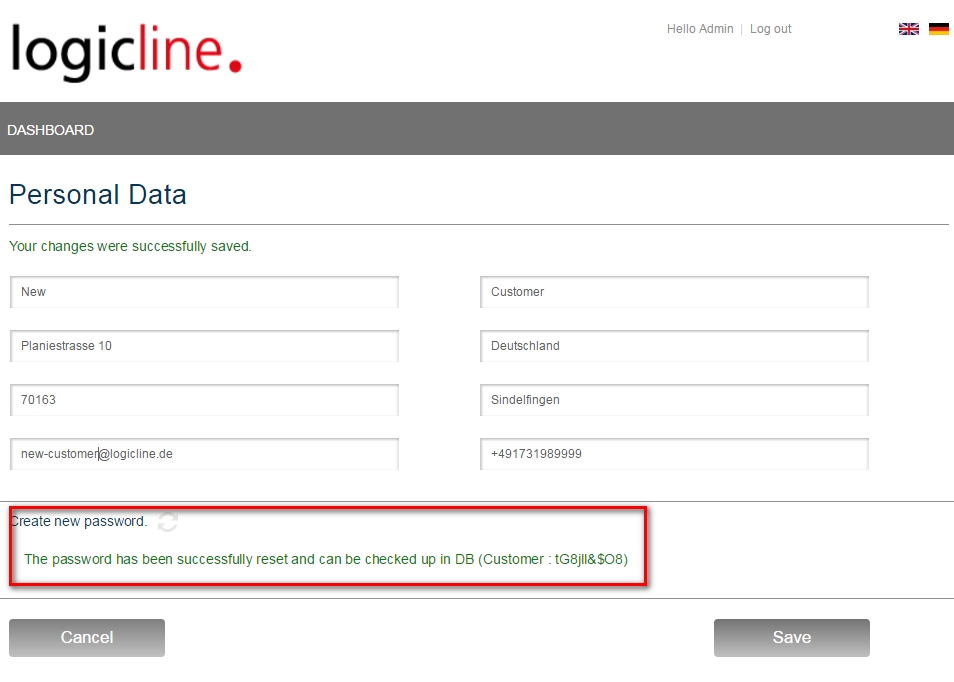 logicline.
Hello Admin | Log out
DASHBOARD
Personal Data
Your changes were successfully saved.
New
Customer
Planiestrasse 10
Deutschland
70163
Sindelfingen
new-customer@logicline.de
+491731989999
Create new password.
The password has been successfully reset and can be checked up in DB (Customer : tG8jll&$O8)
Cancel
Save